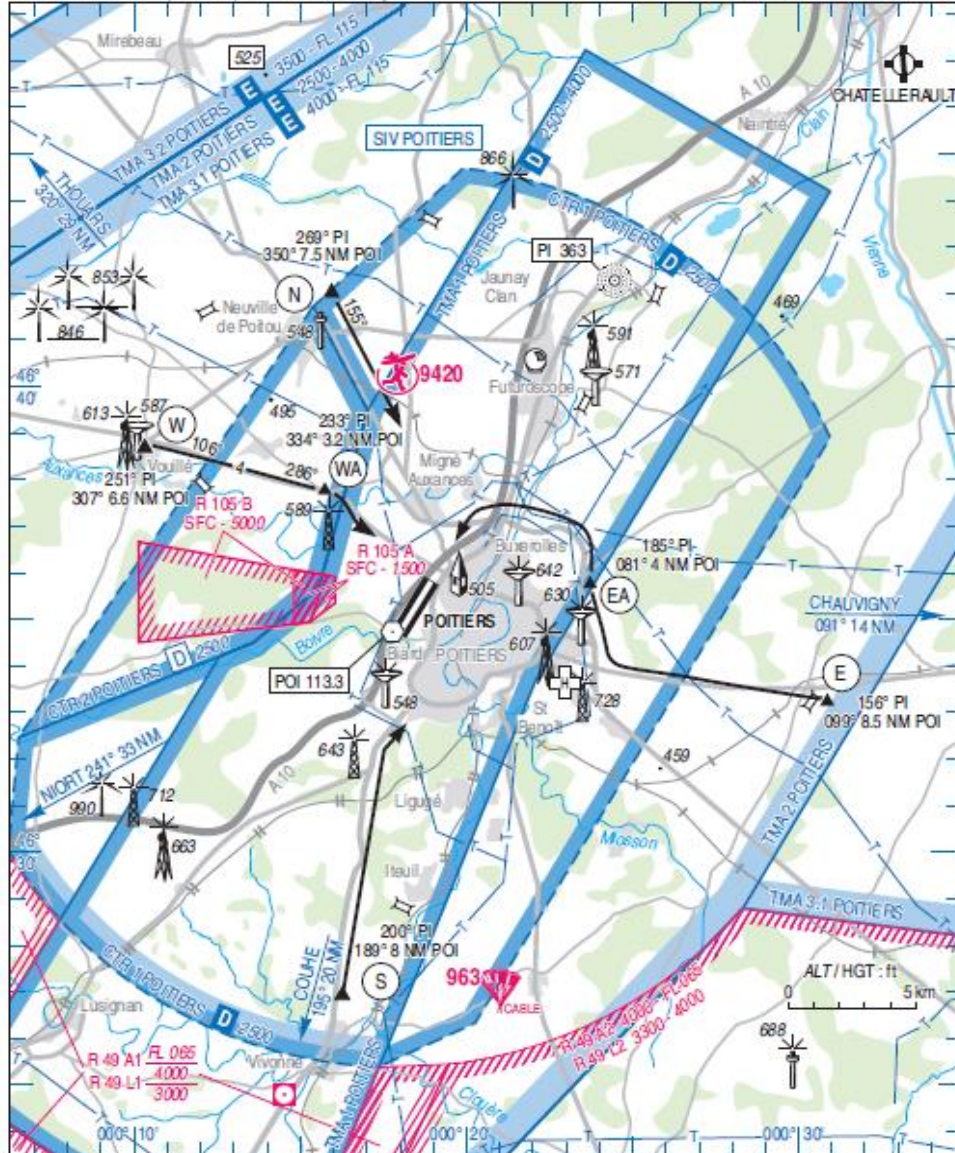 Mirebeau
525
3500 - FL 115
2500-4000
4000 - FL 115
E
E
E
TMA 3.2 POITIERS
TMA 2 POITIERS
TMA 3.1 POITIERS
SIV POITIERS
2500 - 4000
D
A 10
Naintré
Clain
CHATELLERAULT
THOUARS
320° 29 NM
866
CTR 1 POITIERS
D
2500
Vienne
269° PI
350° 7.5 NM POI
PI 363
TMA 1 POITIERS
853
846
N
155°
Neuville
de Poitou
548
Jaunay
Clan
469
591
571
46°
40'
9420
Futuroscope
495
613
587
W
106°
4
286°
233° PI
334° 3.2 NM POI
WA
Auxances
Vouillé
251° PI
307° 6.6 NM POI
Migné
Auxances
589
R 105 B
SFC - 5000
R 105 A
SFC - 1500
Buxerolles
642
505
630
185° PI
081° 4 NM POI
EA
CHAUVIGNY
091° 14 NM
Boivre
POITIERS
Biard
POITIERS
607
CTR 2 POITIERS
D
2500
POI 113.3
548
728
St
Benoît
E
156° PI
099° 8.5 NM POI
NIORT 241° 33 NM
643
459
A 10
Ligugé
990
712
663
46°
30'
Miosson
TMA 2 POITIERS
Iteuil
TMA 3.1 POITIERS
200° PI
189° 8 NM POI
S
COUHE
195° 20 NM
963
CABLE
ALT / HGT : ft
0
5 km
CTR 1 POITIERS
D
2500
Lusignan
R 49 A2 4000 - FL 065
R 49 L2 3300 - 4000
688
R 49 A1 FL 065
4000
R 49 L1
3000
Vivonne
TMA 1 POITIERS
Clouère
000° 10'
000° 20'
000° 30'